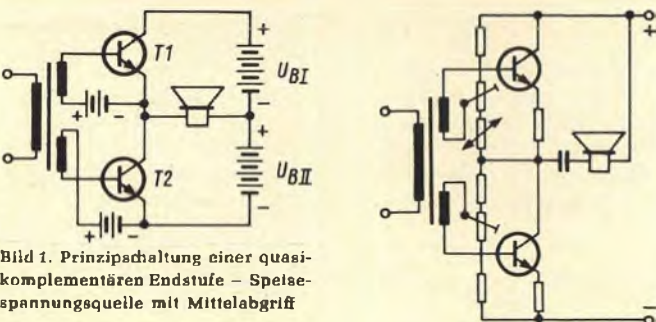 T1
U_BI
T2
U_BII
+
-
+
-
+ -
+ -
+
-
Bild 1. Prinzipschaltung einer quasi-
komplementären Endstufe – Speise-
spannungsquelle mit Mittelabgriff